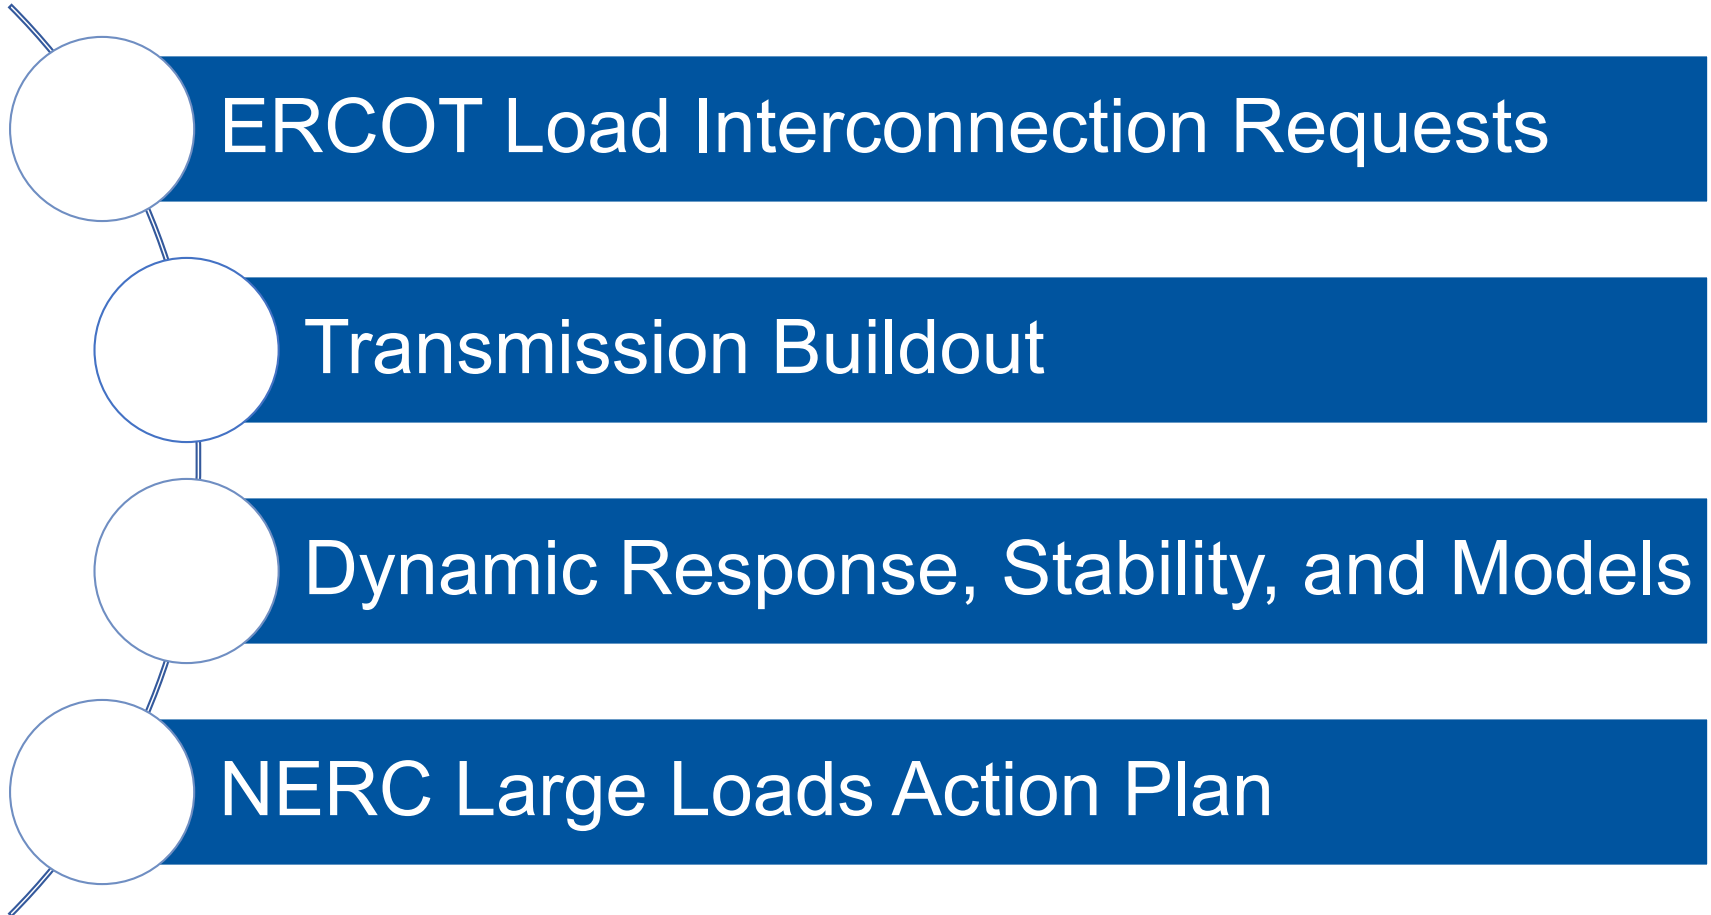 ERCOT Load Interconnection Requests
Transmission Buildout
Dynamic Response, Stability, and Models
NERC Large Loads Action Plan